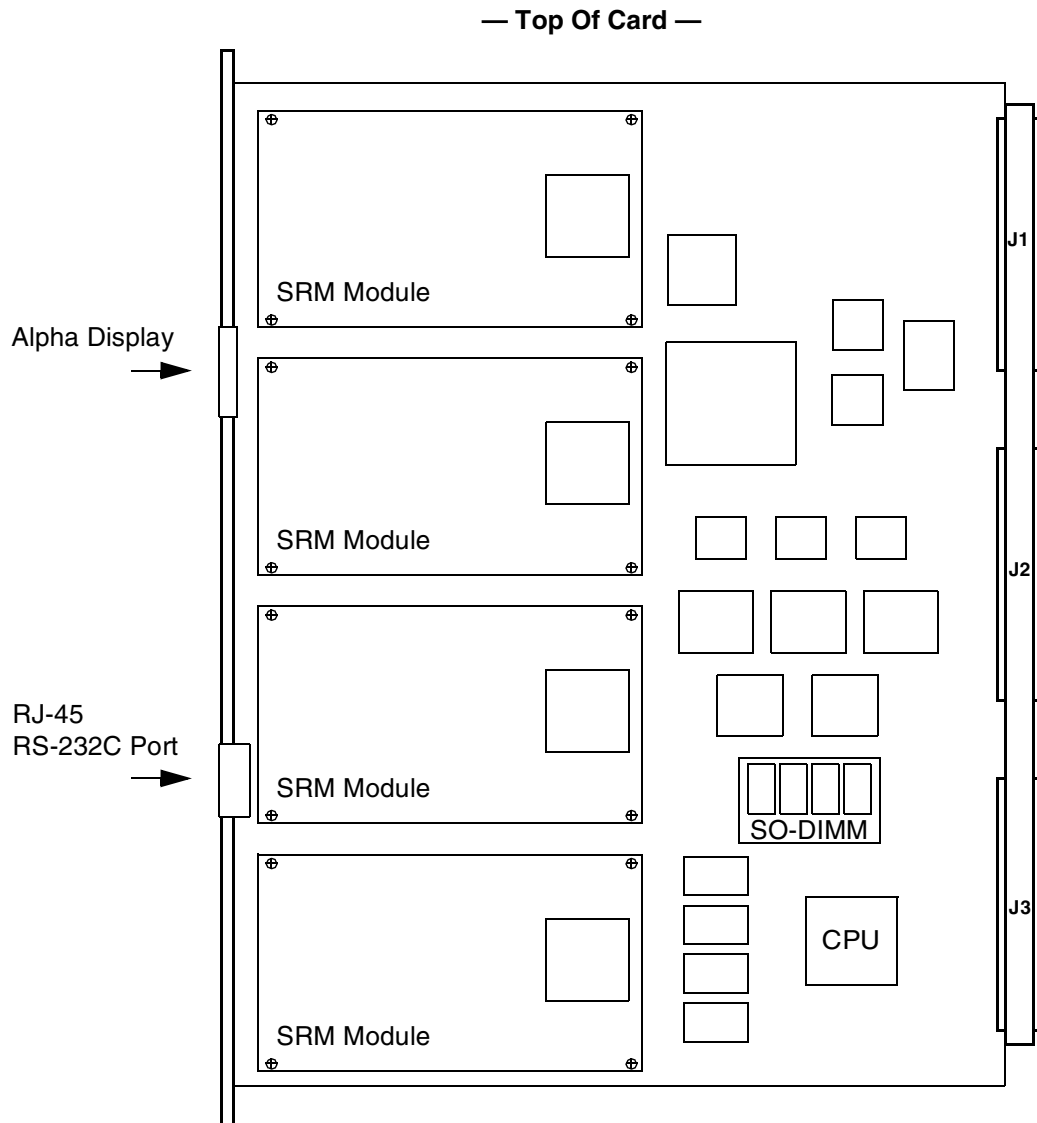 — Top Of Card —
J1
SRM Module
Alpha Display
SRM Module
J2
RJ-45
RS-232C Port
SRM Module
SO-DIMM
J3
CPU
SRM Module